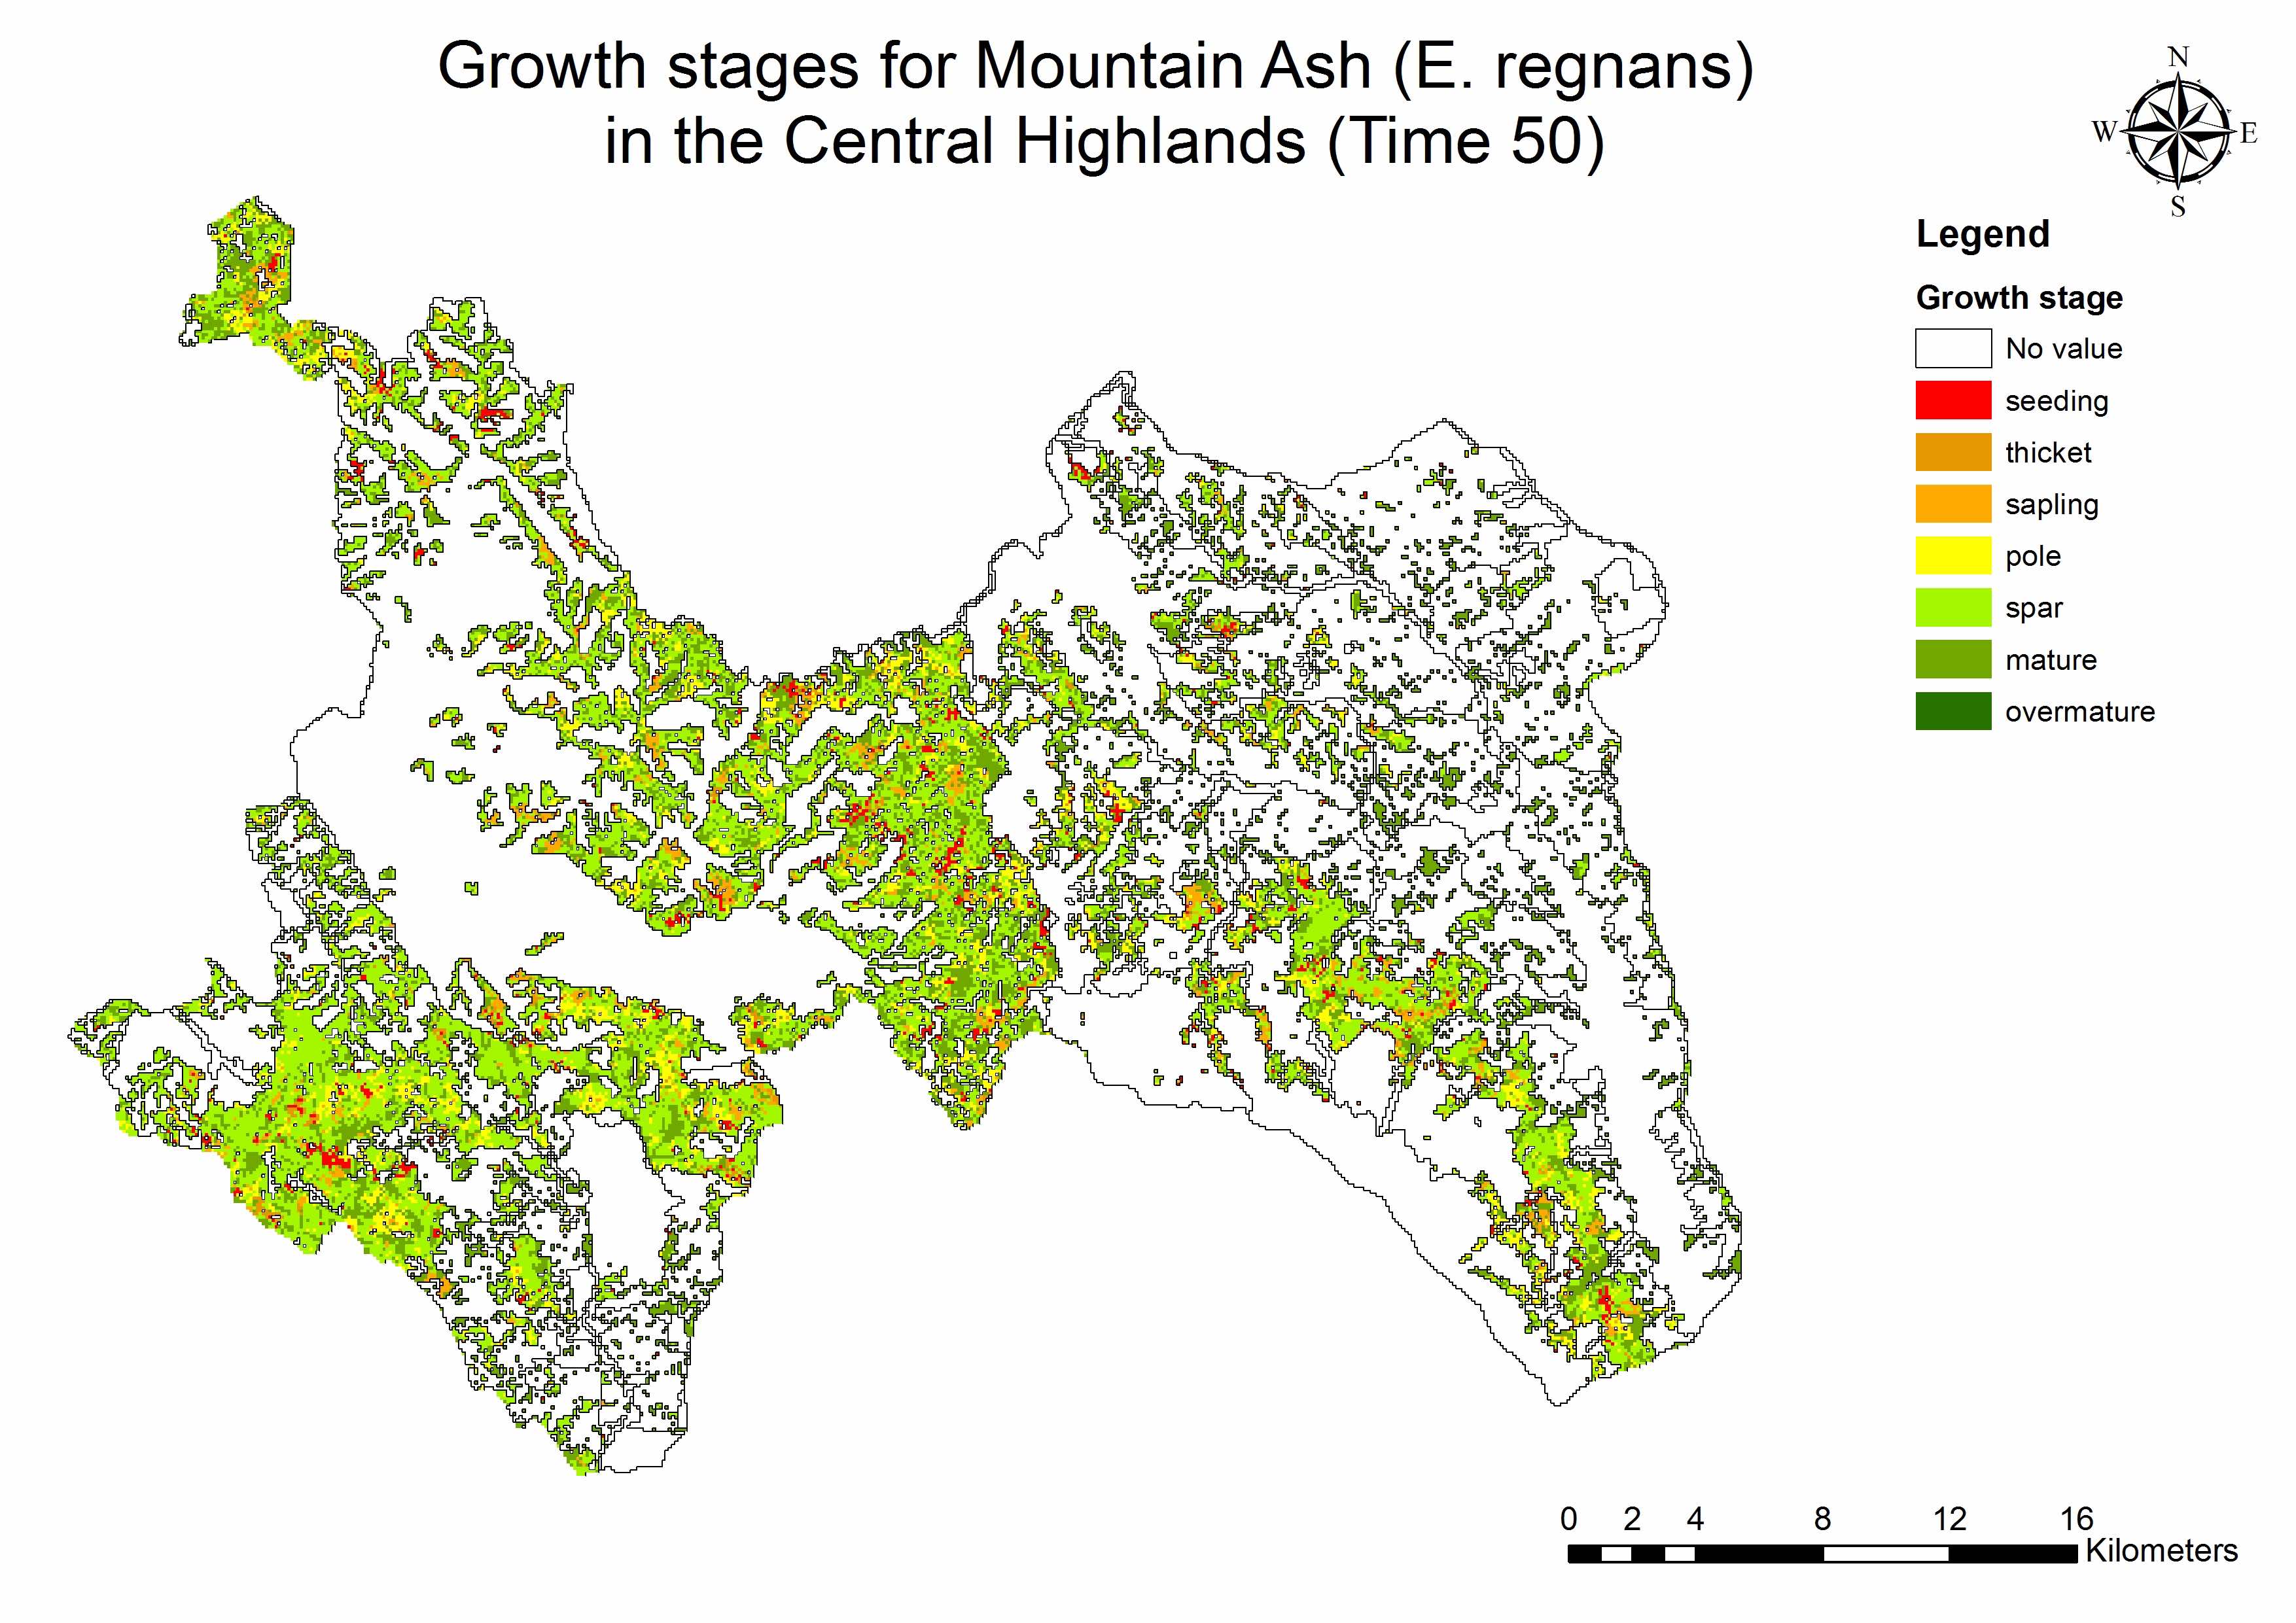 Growth stages for Mountain Ash (E. regnans)
in the Central Highlands (Time 50)
N
W E
S
Legend
Growth stage
No value
seeding
thicket
sapling
pole
spar
mature
overmature
0 2 4 8 12 16
Kilometers